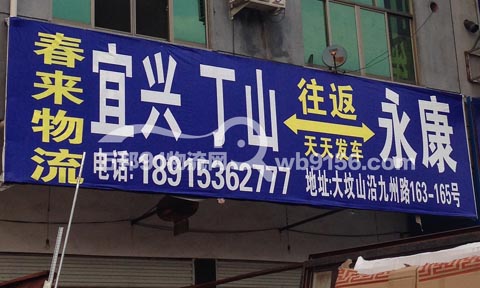 春来物流
宜兴丁山 往返 永康
天天发车
电话: 18915362777
地址:大坟山沿九州路163-165号
wb9156.com